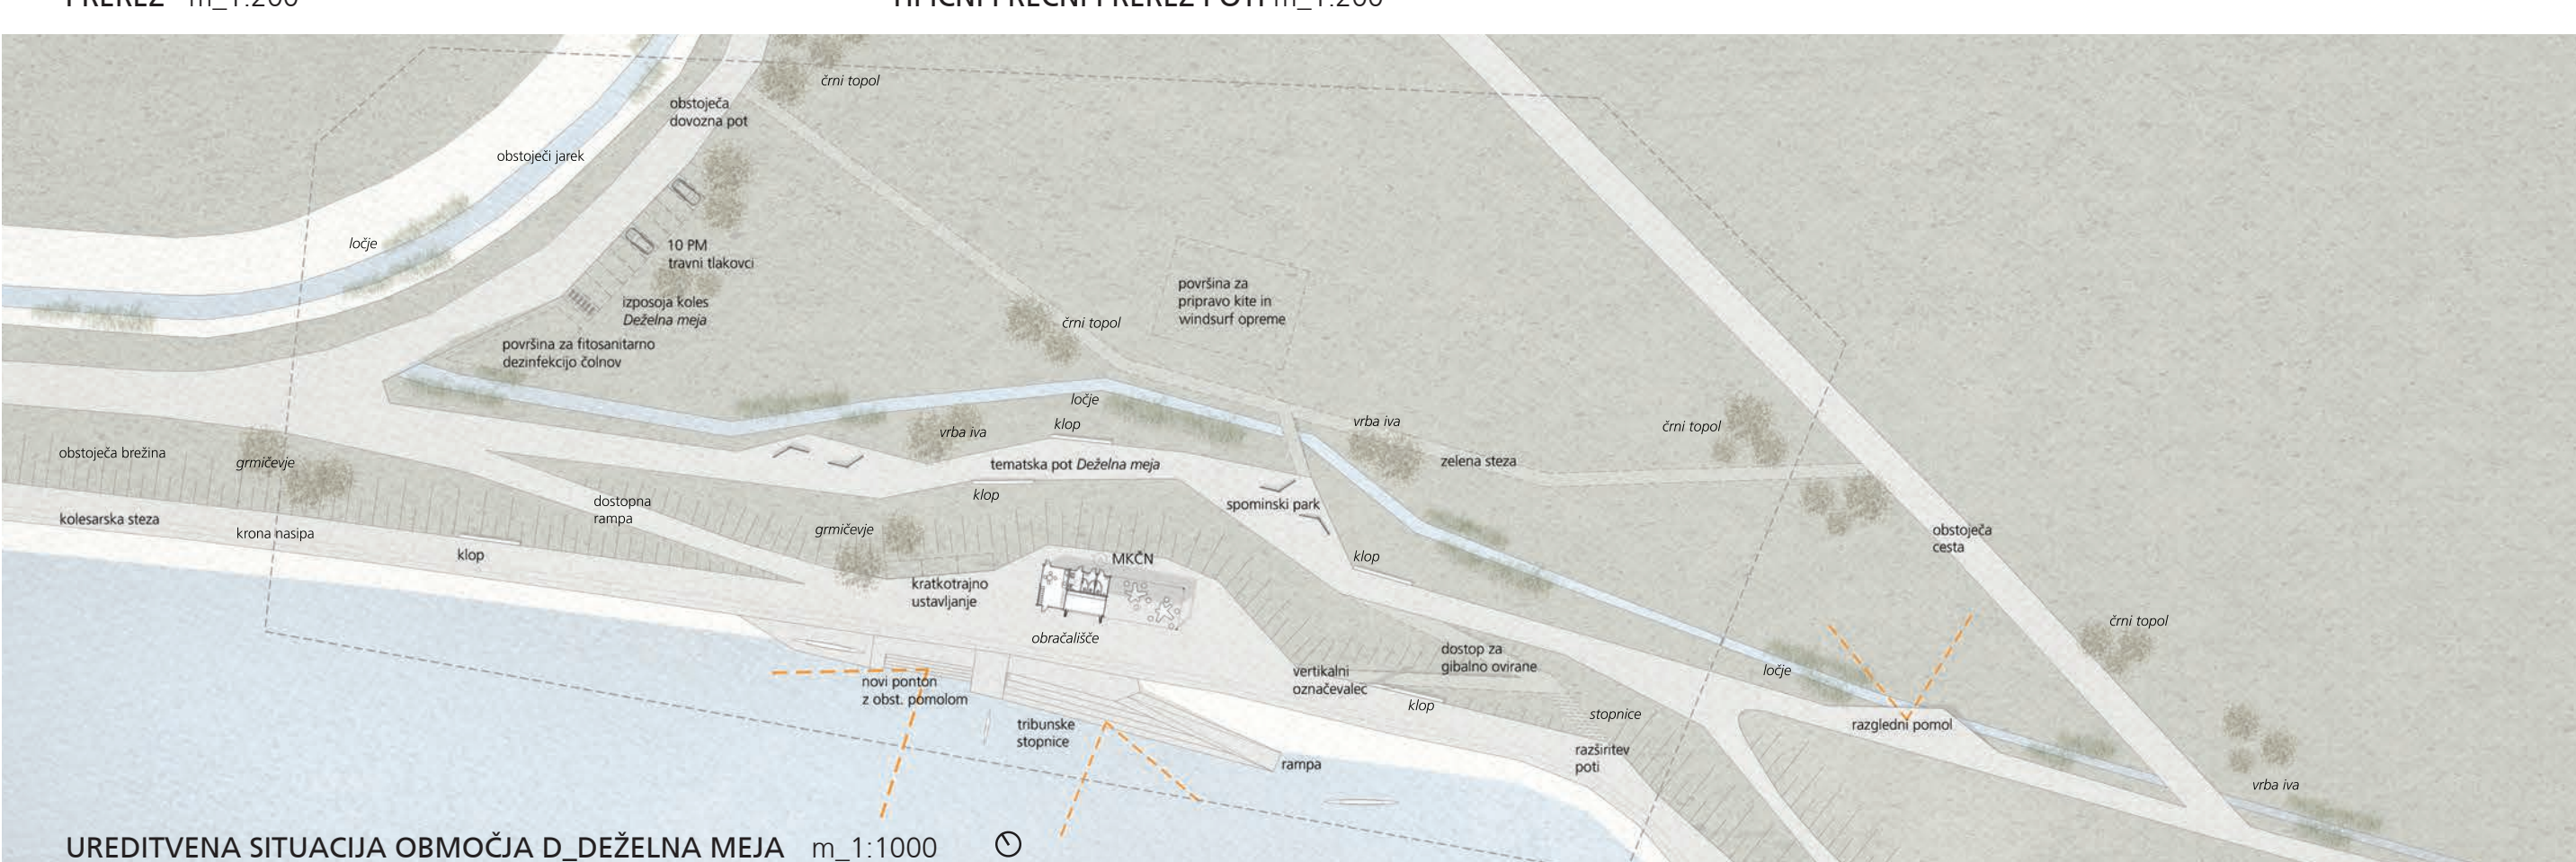 PREREZ m_1:200
TIPIČNI PREČNI PREREZ POTI m_1:200
črni topol
obstoječa
dovozna pot
obstoječi jarek
ločje
10 PM
travni tlakovci
izposoja koles
Deželna meja
površina za fitosanitarno
dezinfekcijo čolnov
površina za
pripravo kite in
windsurf opreme
črni topol
ločje
klop
vrba iva
vrba iva
črni topol
zelena steza
tematska pot Deželna meja
klop
spominski park
obstoječa brežina
grmičevje
dostopna
rampa
kolesarska steza
krona nasipa
klop
grmičevje
MKČN
klop
obstoječa
cesta
kratkotrajno
ustavljanje
obračališče
črni topol
dostop za
gibalno ovirane
vertikalni
označevalec
ločje
klop
stopnice
novi ponton
z obst. pomolom
tribunske
stopnice
razgledni pomol
razširitev
poti
rampa
vrba iva
UREDITVENA SITUACIJA OBMOČJA D_DEŽELNA MEJA m_1:1000